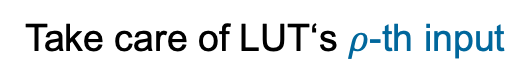 Take care of LUT‘s ρ-th input